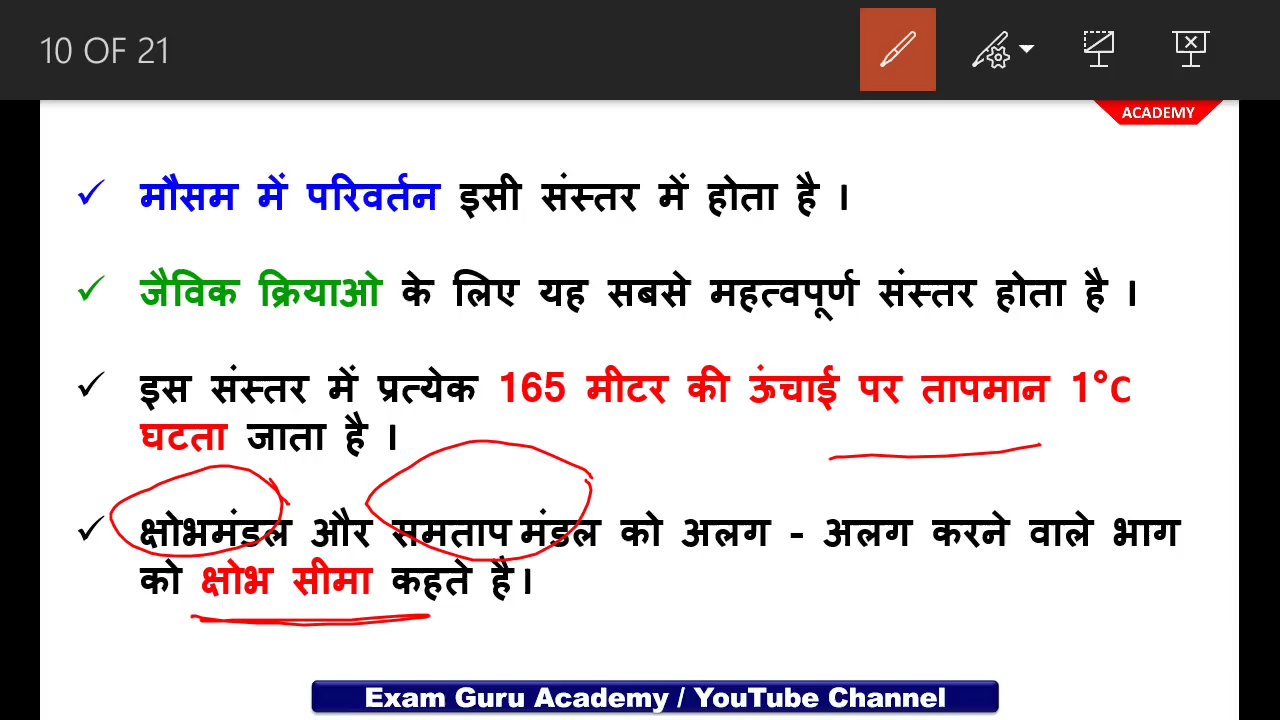 10 OF 21
ACADEMY
✓ मौसम में परिवर्तन इसी संस्तर में होता है ।
✓ जैविक क्रियाओ के लिए यह सबसे महत्वपूर्ण संस्तर होता है ।
✓ इस संस्तर में प्रत्येक 165 मीटर की ऊंचाई पर तापमान 1°C
घटता जाता है ।
✓ क्षोभमंडल और समताप मंडल को अलग - अलग करने वाले भाग
को क्षोभ सीमा कहते है।
Exam Guru Academy / YouTube Channel